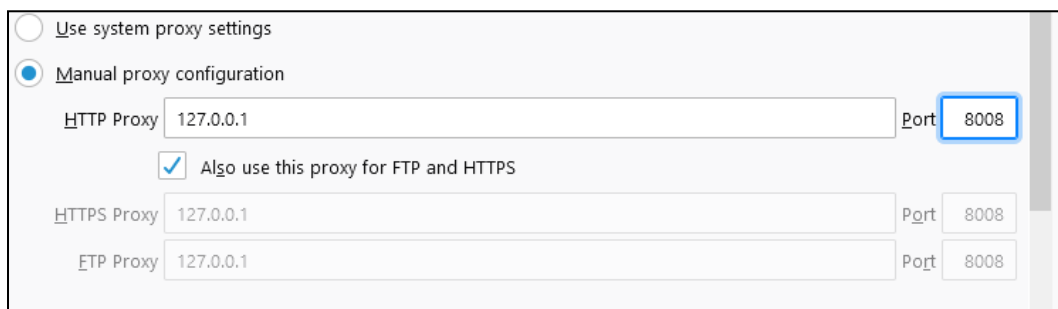 Use system proxy settings
Manual proxy configuration
HTTP Proxy 127.0.0.1 Port 8008
Also use this proxy for FTP and HTTPS
HTTPS Proxy 127.0.0.1 Port 8008
FTP Proxy 127.0.0.1 Port 8008